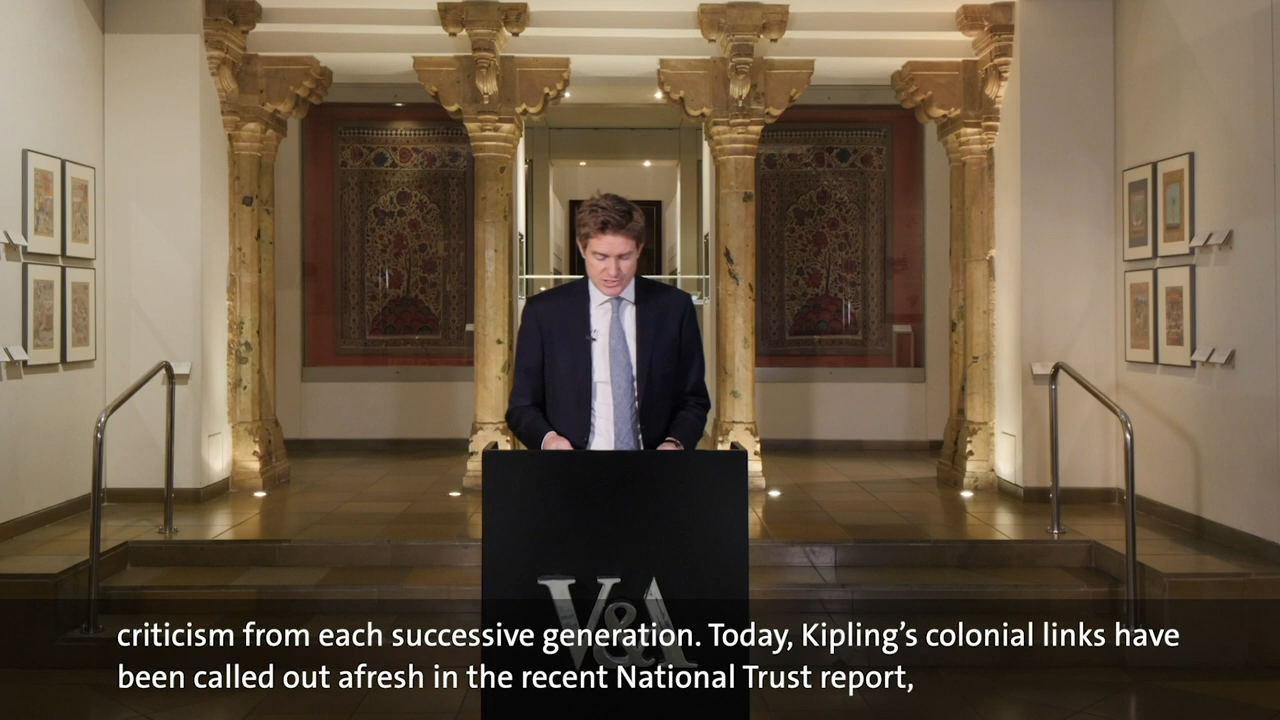 V&A
criticism from each successive generation. Today, Kipling’s colonial links have
been called out afresh in the recent National Trust report,